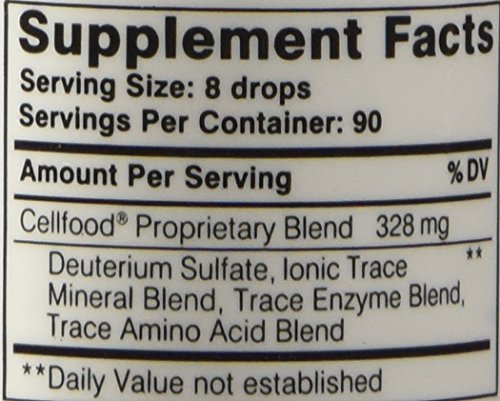 Supplement Facts
Serving Size: 8 drops
Servings Per Container: 90
Amount Per Serving %DV
Cellfood® Proprietary Blend 328 mg
Deuterium Sulfate, Ionic Trace **
Mineral Blend, Trace Enzyme Blend,
Trace Amino Acid Blend
**Daily Value not established